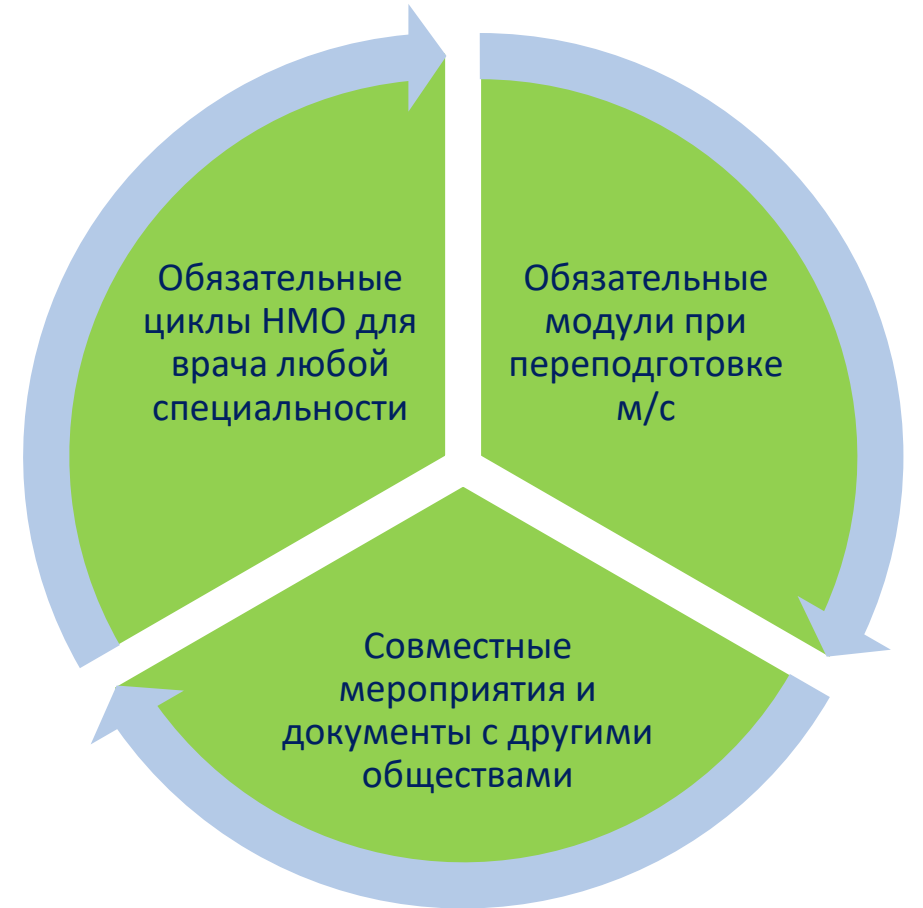 Обязательные
циклы НМО для
врача любой
специальности
Обязательные
модули при
переподготовке
м/с
Совместные
мероприятия и
документы с другими
обществами